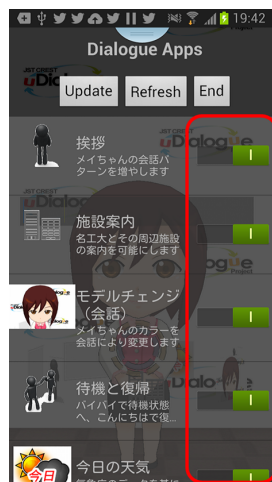 19:42
Dialogue Apps
Update Refresh End
挨拶
メイちゃんの会話パ
ターンを増やします
施設案内
名工大とその周辺施設
の案内を可能にします
モデルチェンジ
（会話）
メイちゃんのカラーを
会話により変更します
待機と復帰
バイバイで待機状態
へ、こんにちはで復...
今日
今日の天気